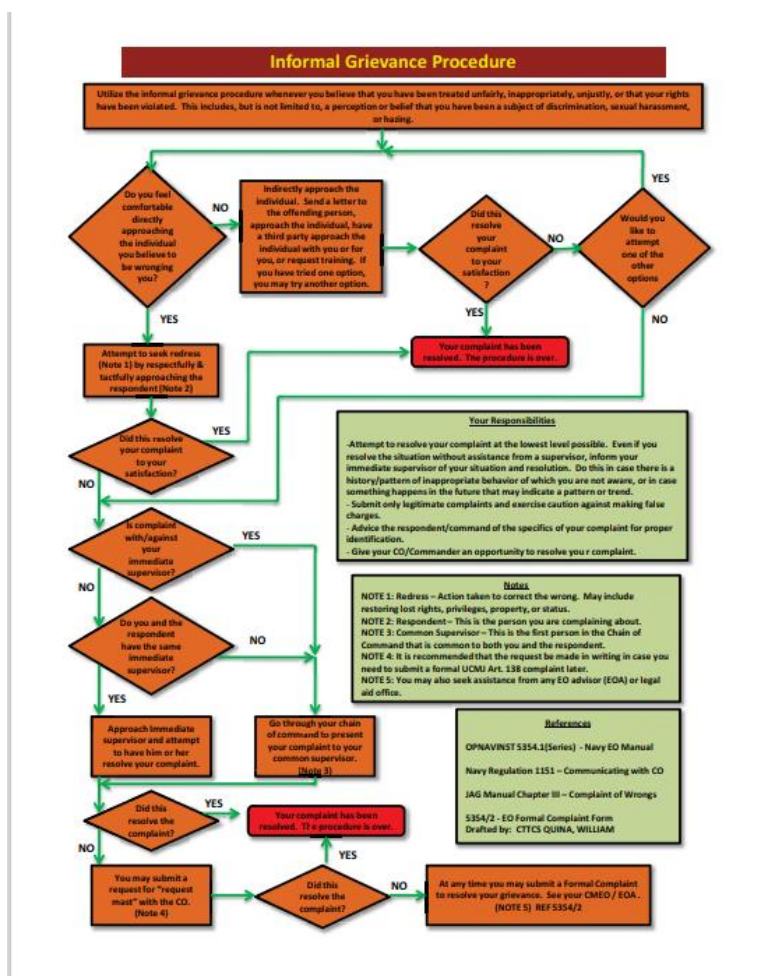 Informal Grievance Procedure
Utilize the informal grievance procedure whenever you believe that you have been treated unfairly, inappropriately, unjustly, or that your rights
have been violated. This includes, but is not limited to, a perception or belief that you have been a subject of discrimination, sexual harassment,
or hazing.
YES
Do you feel
comfortable
directly
approaching
the individual
you believe to
be wronging
you?
NO
Indirectly approach the
individual. Send a letter to
the offending person,
approach the individual, have
a third party approach the
individual with you or for
you, or request training. If
you have tried one option,
you may try another option.
Did this
resolve
your
complaint
to your
satisfaction
?
NO
Would you
like to
attempt
one of the
other
options
YES
YES
NO
Attempt to seek redress
(Note 1) by respectfully &
tactfully approaching the
respondent (Note 2)
Your complaint has been
resolved. The procedure is over.
Did this resolve
your complaint
to your
satisfaction?
YES
NO
Your Responsibilities
-Attempt to resolve your complaint at the lowest level possible. Even if you
resolve the situation without assistance from a supervisor, inform your
immediate supervisor of your situation and resolution. Do this in case there is a
history/pattern of inappropriate behavior of which you are not aware, or in case
something happens in the future that may indicate a pattern or trend.
- Submit only legitimate complaints and exercise caution against making false
charges.
- Advice the respondent/command of the specifics of your complaint for proper
identification.
- Give your CO/Commander an opportunity to resolve your complaint.
Is complaint
with/against
your
immediate
supervisor?
YES
NO
Do you and the
respondent
have the same
immediate
supervisor?
NO
YES
Notes
NOTE 1: Redress – Action taken to correct the wrong. May include
restoring lost rights, privileges, property, or status.
NOTE 2: Respondent – This is the person you are complaining about.
NOTE 3: Common Supervisor – This is the first person in the Chain of
Command that is common to both you and the respondent.
NOTE 4: It is recommended that the request be made in writing in case you
need to submit a formal UCMJ Art. 138 complaint later.
NOTE 5: You may also seek assistance from any EO advisor (EOA) or legal
aid office.
Approach Immediate
supervisor and attempt
to have him or her
resolve your complaint.
Go through your chain
of command to present
your complaint to your
common supervisor.
(Note 3)
References
OPNAVINST 5354.1(Series) - Navy EO Manual
Navy Regulation 1151 – Communicating with CO
JAG Manual Chapter III – Complaint of Wrongs
5354/2 - EO Formal Complaint Form
Drafted by: CTTCS QUINA, WILLIAM
Did this
resolve the
complaint?
YES
NO
Your complaint has been
resolved. The procedure is over.
YES
You may submit a
request for "request
mast" with the CO.
(Note 4)
Did this
resolve the
complaint?
NO
At any time you may submit a Formal Complaint
to resolve your grievance. See your CMEO / EOA .
(NOTE 5) REF 5354/2